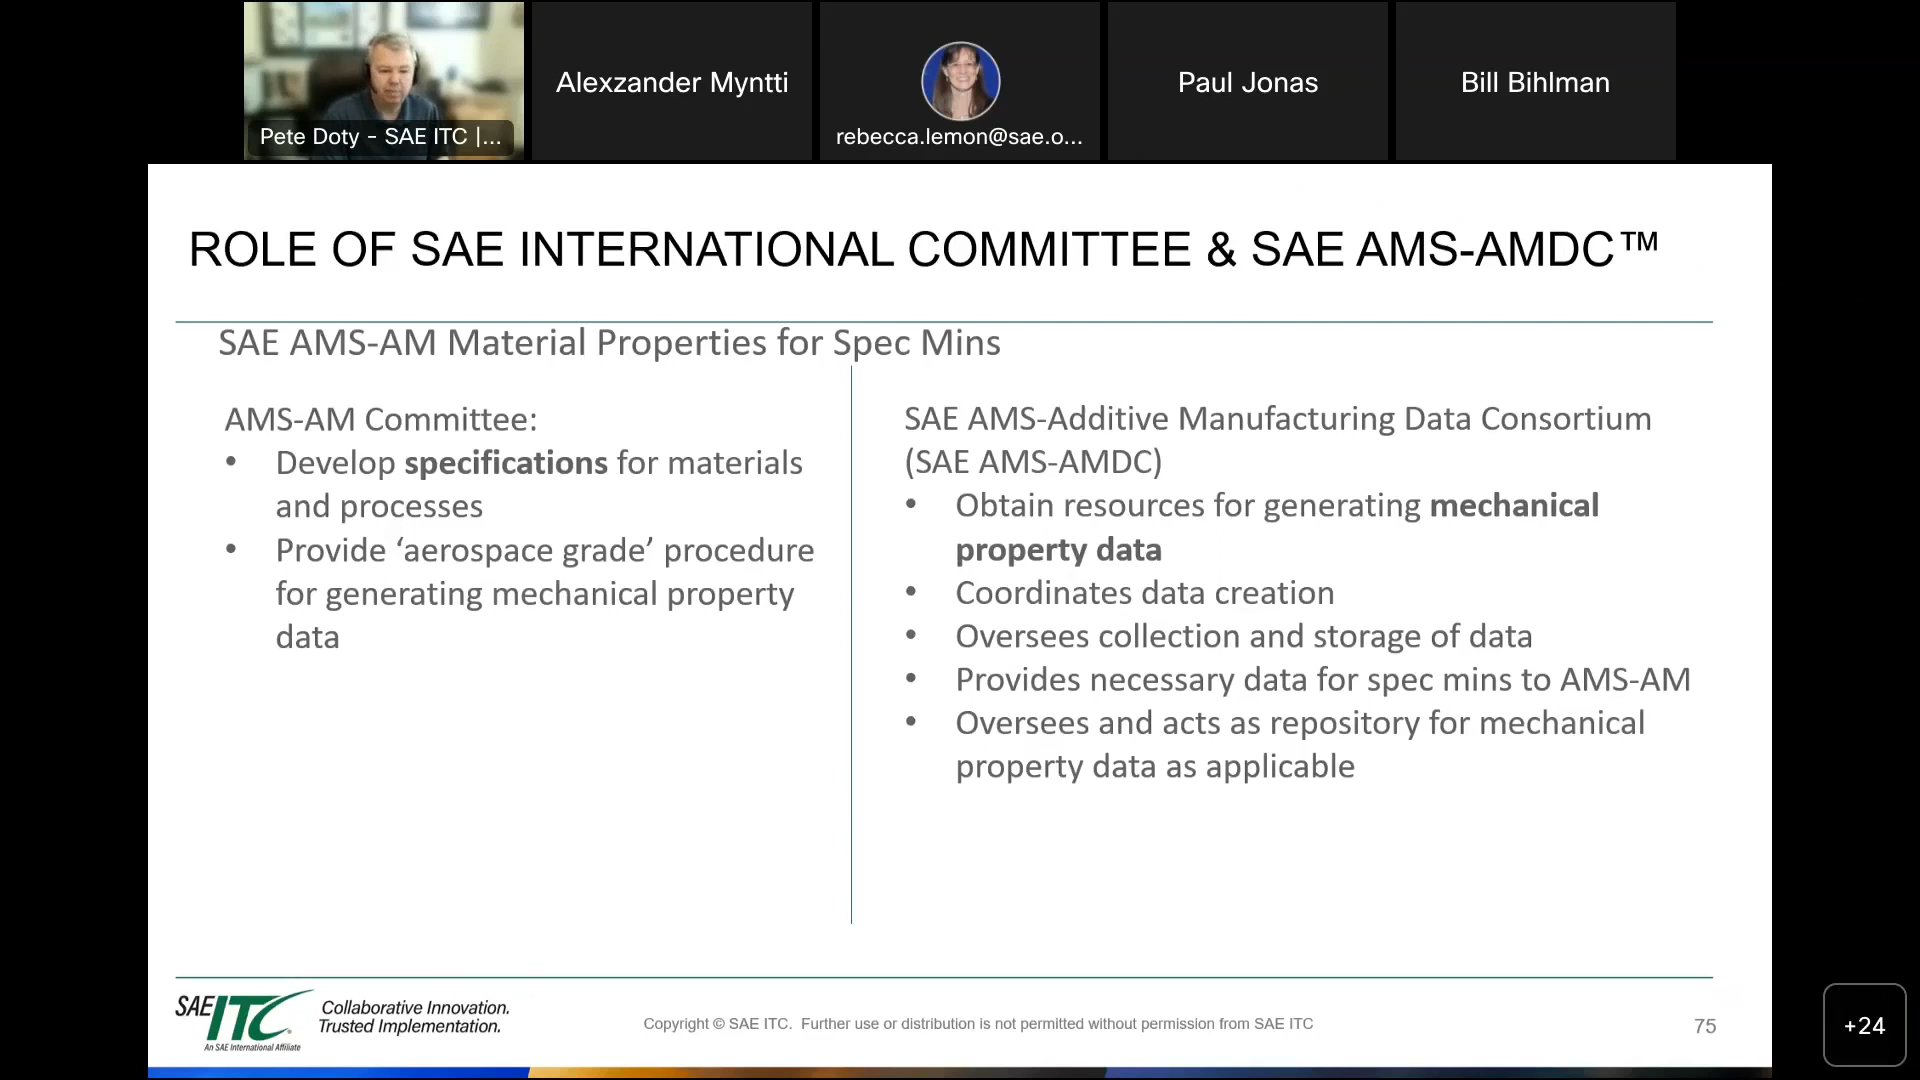 Pete Doty - SAE ITC |...
Alexzander Myntti
rebecca.lemon@sae.o...
Paul Jonas
Bill Bihlman
ROLE OF SAE INTERNATIONAL COMMITTEE & SAE AMS-AMDC™
SAE AMS-AM Material Properties for Spec Mins
AMS-AM Committee:
• Develop specifications for materials
and processes
• Provide ‘aerospace grade’ procedure
for generating mechanical property
data
SAE AMS-Additive Manufacturing Data Consortium
(SAE AMS-AMDC)
• Obtain resources for generating mechanical
property data
• Coordinates data creation
• Oversees collection and storage of data
• Provides necessary data for spec mins to AMS-AM
• Oversees and acts as repository for mechanical
property data as applicable
SAE ITC
An SAE International Affiliate
Collaborative Innovation.
Trusted Implementation.
Copyright © SAE ITC. Further use or distribution is not permitted without permission from SAE ITC
75
+24